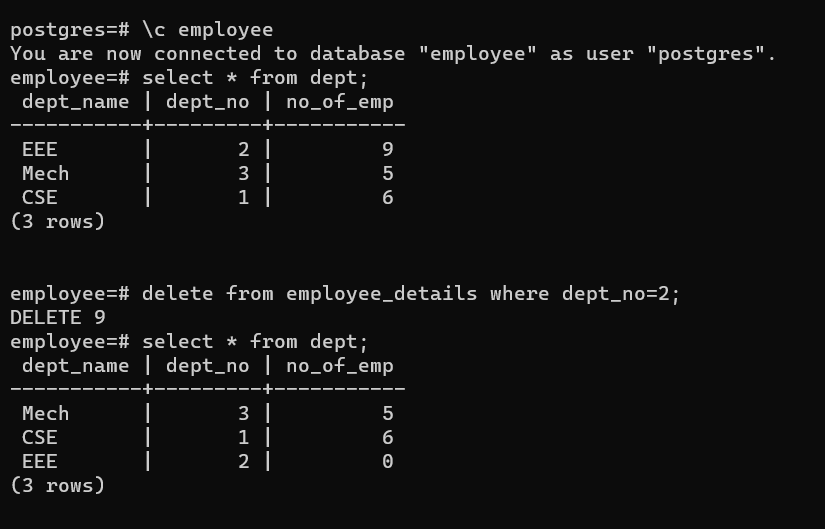 postgres=# \c employee
You are now connected to database "employee" as user "postgres".
employee=# select * from dept;
 dept_name | dept_no | no_of_emp
-----------+---------+-----------
 EEE       |       2 |         9
 Mech      |       3 |         5
 CSE       |       1 |         6
(3 rows)
employee=# delete from employee_details where dept_no=2;
DELETE 9
employee=# select * from dept;
 dept_name | dept_no | no_of_emp
-----------+---------+-----------
 Mech      |       3 |         5
 CSE       |       1 |         6
 EEE       |       2 |         0
(3 rows)